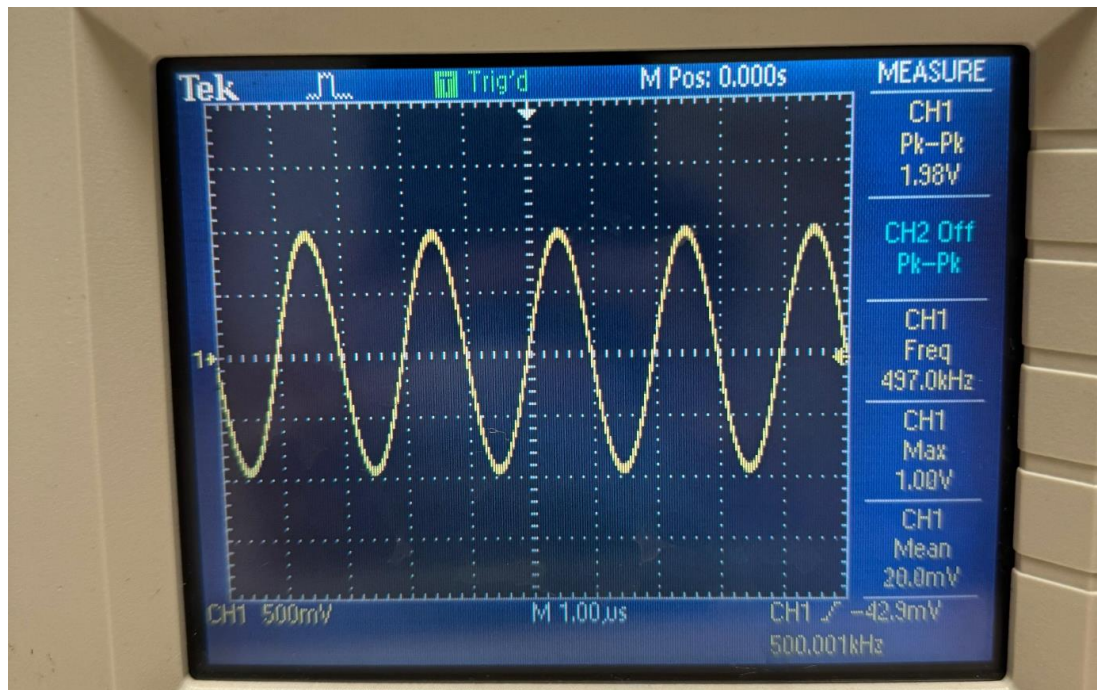 Tek T Trig'd M Pos: 0.000s MEASURE
CH1
Pk-Pk
1.98V
CH2 Off
Pk-Pk
CH1
Freq
497.0kHz
CH1
Max
1.00V
CH1
Mean
20.0mV
1
CH1 500mV M 1.00µs CH1 -42.9mV
500.001kHz